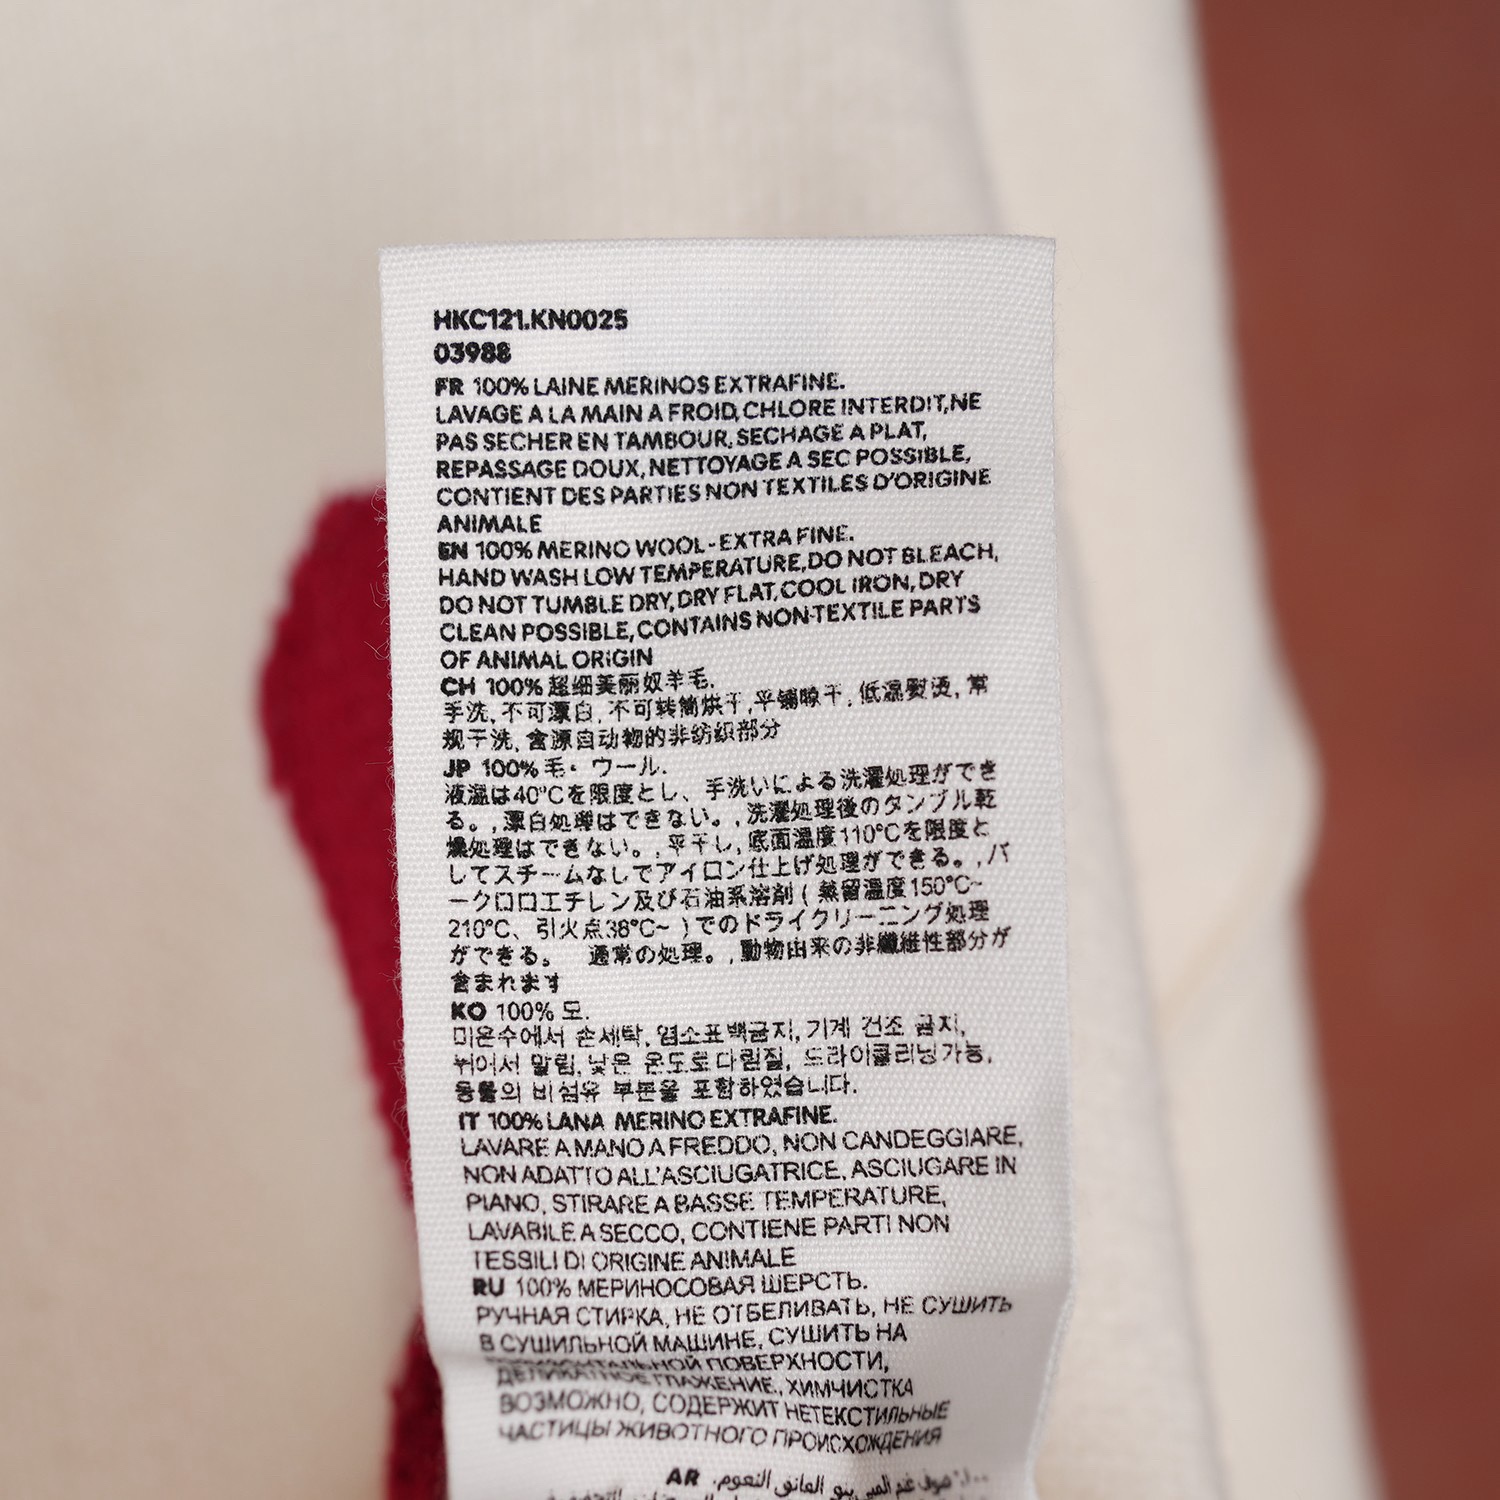 HKC121.KN0025
03988
FR 100% LAINE MERINOS EXTRAFINE.
LAVAGE A LA MAIN A FROID, CHLORE INTERDIT, NE
PAS SECHER EN TAMBOUR, SECHAGE A PLAT,
REPASSAGE DOUX, NETTOYAGE A SEC POSSIBLE,
CONTIENT DES PARTIES NON TEXTILES D'ORIGINE
ANIMALE
EN 100% MERINO WOOL - EXTRA FINE.
HAND WASH LOW TEMPERATURE, DO NOT BLEACH,
DO NOT TUMBLE DRY, DRY FLAT, COOL IRON, DRY
CLEAN POSSIBLE, CONTAINS NON-TEXTILE PARTS
OF ANIMAL ORIGIN
CH 100% 超细美丽奴羊毛.
手洗, 不可漂白, 不可转筒烘干, 平铺晾干, 低温熨烫, 常
规干洗, 含源自动物的非纺织部分
JP 100% 毛・ウール.
液温は40°Cを限度とし、手洗いによる洗濯処理ができ
る。, 漂白処理はできない。, 洗濯処理後のタンブル乾
燥処理はできない。, 平干し, 底面温度110°Cを限度と
してスチームなしでアイロン仕上げ処理ができる。, パ
ークロロエチレン及び石油系溶剤 ( 蒸留温度150°C~
210°C、引火点38°C~ ) でのドライクリーニング処理
ができる。 通常の処理。, 動物由来の非繊維性部分が
含まれます
KO 100% 모.
미온수에서 손세탁, 염소표백금지, 기계 건조 금지,
뉘어서 말림, 낮은 온도로 다림질, 드라이클리닝가능,
동물의 비섬유 부분을 포함하였습니다.
IT 100% LANA MERINO EXTRAFINE.
LAVARE A MANO A FREDDO, NON CANDEGGIARE,
NON ADATTO ALL'ASCIUGATRICE, ASCIUGARE IN
PIANO, STIRARE A BASSE TEMPERATURE,
LAVABILE A SECCO, CONTIENE PARTI NON
TESSILI DI ORIGINE ANIMALE
RU 100% МЕРИНОСОВАЯ ШЕРСТЬ.
РУЧНАЯ СТИРКА, НЕ ОТБЕЛИВАТЬ, НЕ СУШИТЬ
В СУШИЛЬНОЙ МАШИНЕ, СУШИТЬ НА
ГОРИЗОНТАЛЬНОЙ ПОВЕРХНОСТИ,
ДЕЛИКАТНОЕ ГЛАЖЕНИЕ, ХИМЧИСТКА
ВОЗМОЖНО, СОДЕРЖИТ НЕТЕКСТИЛЬНЫЕ
ЧАСТИЦЫ ЖИВОТНОГО ПРОИСХОЖДЕНИЯ
AR صوف غنم الميرينو الفائق النعومة.